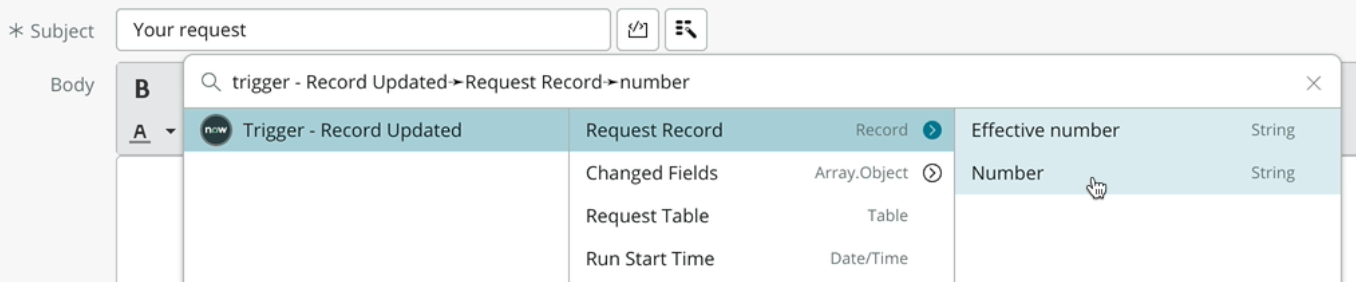 * Subject Your request
Body B
trigger - Record Updated➛Request Record➛number
A
now Trigger - Record Updated Request Record Record Effective number String
Changed Fields Array.Object Number String
Request Table Table
Run Start Time Date/Time